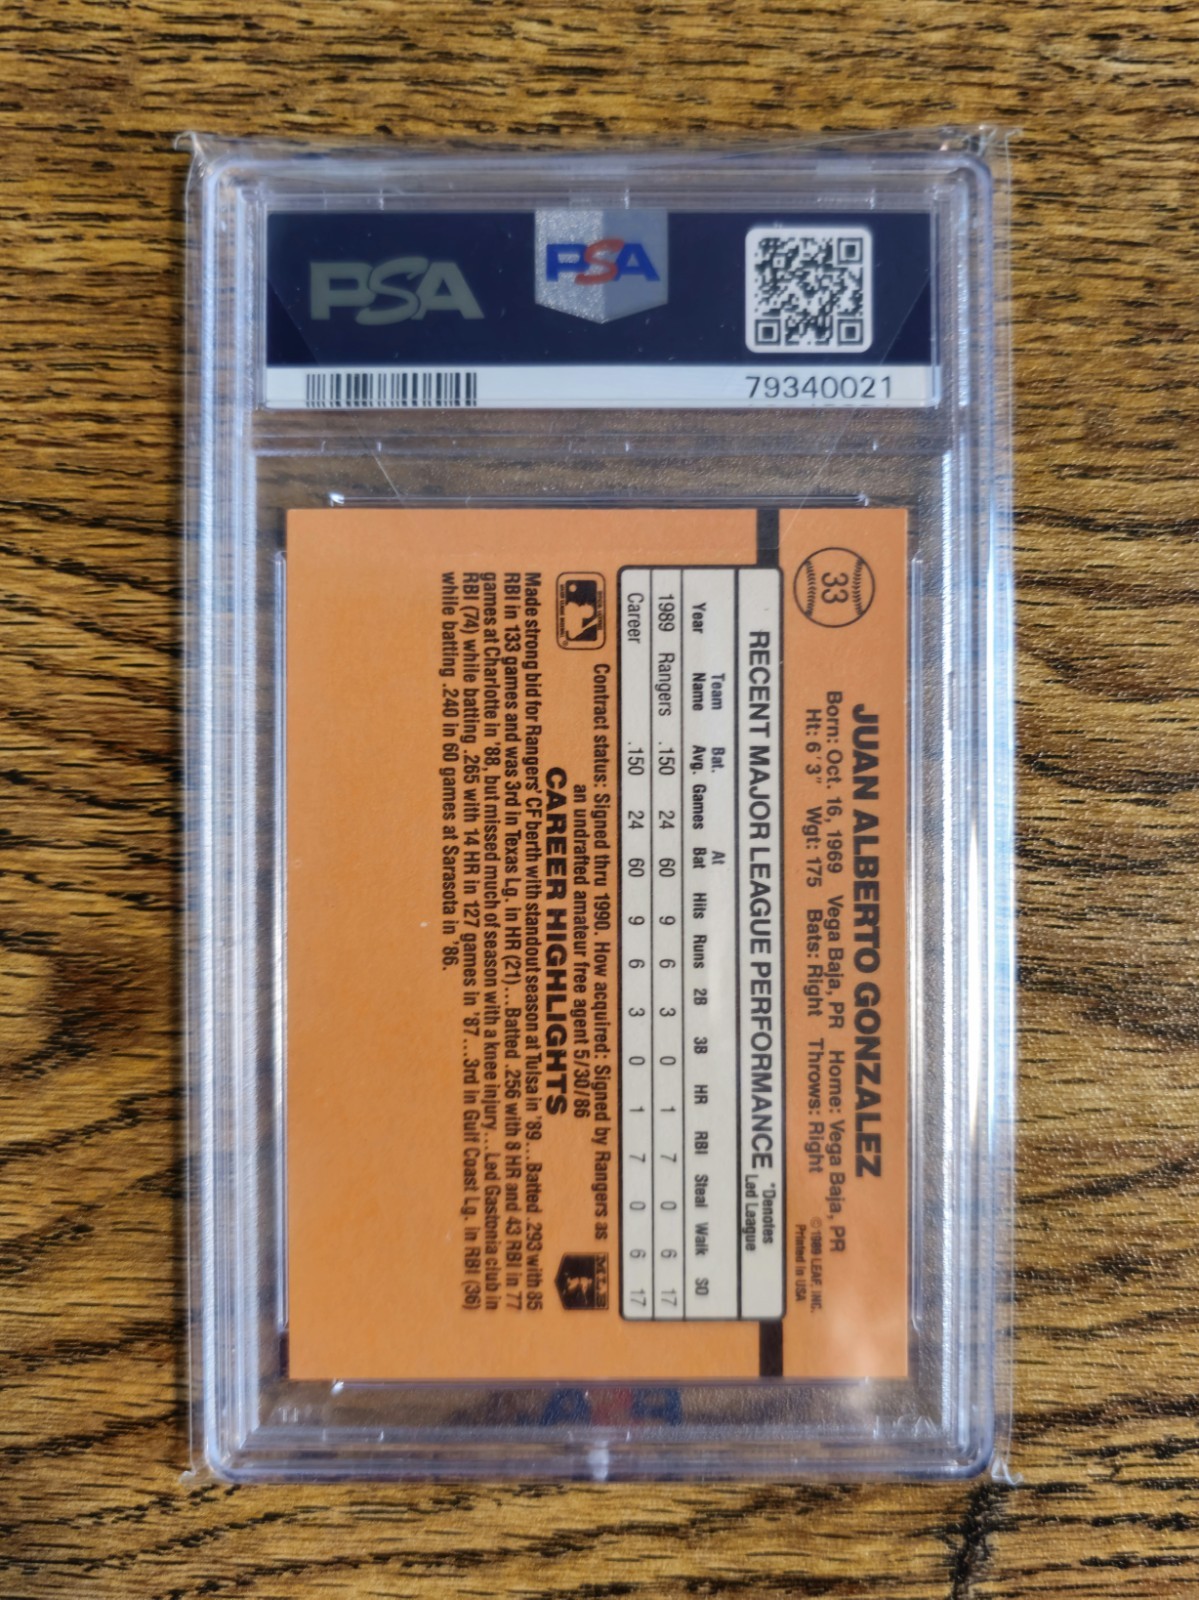 PSA
PSA
79340021
33
JUAN ALBERTO GONZALEZ
Born: Oct. 16, 1969 Vega Baja, PR Home: Vega Baja, PR
Ht: 6'3" Wgt: 175 Bats: Right Throws: Right
©1989 LEAF, INC.
Printed in USA
RECENT MAJOR LEAGUE PERFORMANCE
*Denotes
Led League
Year Team Name Bat. Avg. Games At Bat Hits Runs 2B 3B HR RBI Steal Walk SO
1989 Rangers .150 24 60 9 6 3 0 1 7 0 6 17
Career .150 24 60 9 6 3 0 1 7 0 6 17
Contract status: Signed thru 1990. How acquired: Signed by Rangers as
an undrafted amateur free agent 5/30/86
MLB
CAREER HIGHLIGHTS
Made strong bid for Rangers' CF berth with standout season at Tulsa in '89...Batted .293 with 85
RBI in 133 games and was 3rd in Texas Lg. in HR (21)...Batted .256 with 8 HR and 43 RBI in 77
games at Charlotte in '88, but missed much of season with a knee injury...Led Gastonia club in
RBI (74) while batting .265 with 14 HR in 127 games in '87...3rd in Gulf Coast Lg. in RBI (36)
while batting .240 in 60 games at Sarasota in '86.